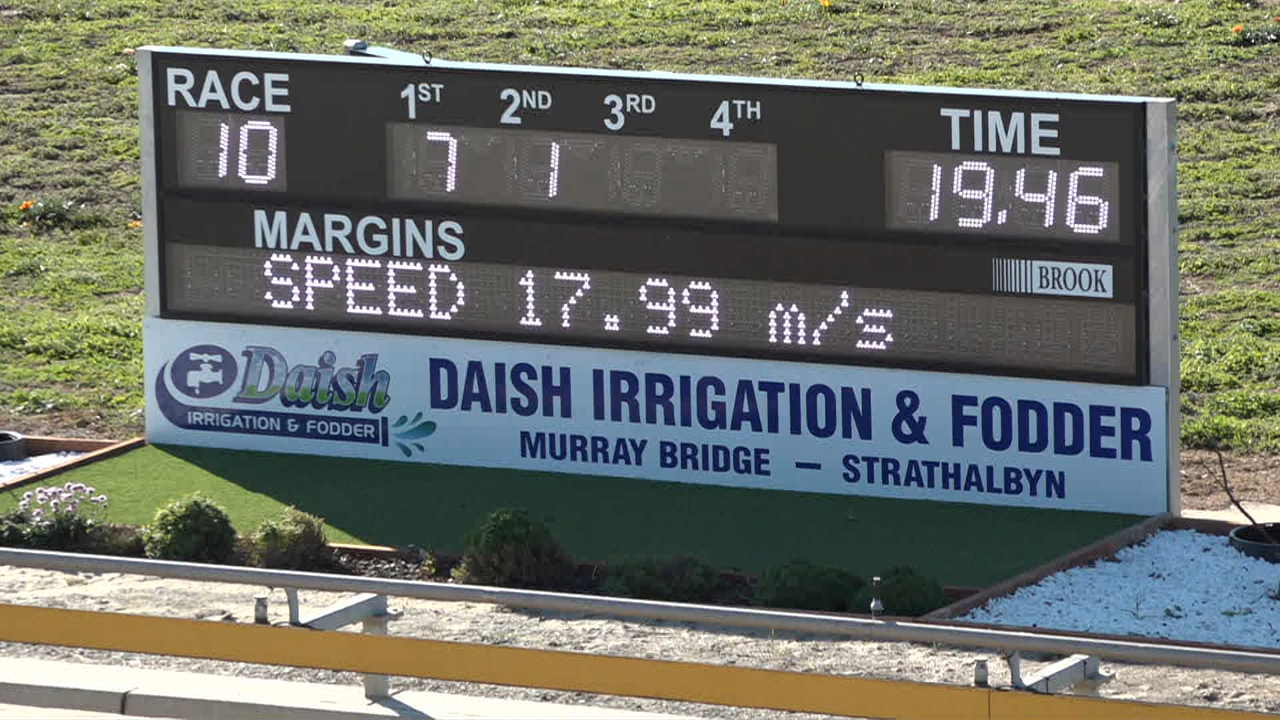 RACE 1ST 2ND 3RD 4TH TIME
10 7 1 19.46
MARGINS
BROOK
SPEED 17.99 m/s
Daish
IRRIGATION & FODDER
DAISH IRRIGATION & FODDER
MURRAY BRIDGE – STRATHALBYN